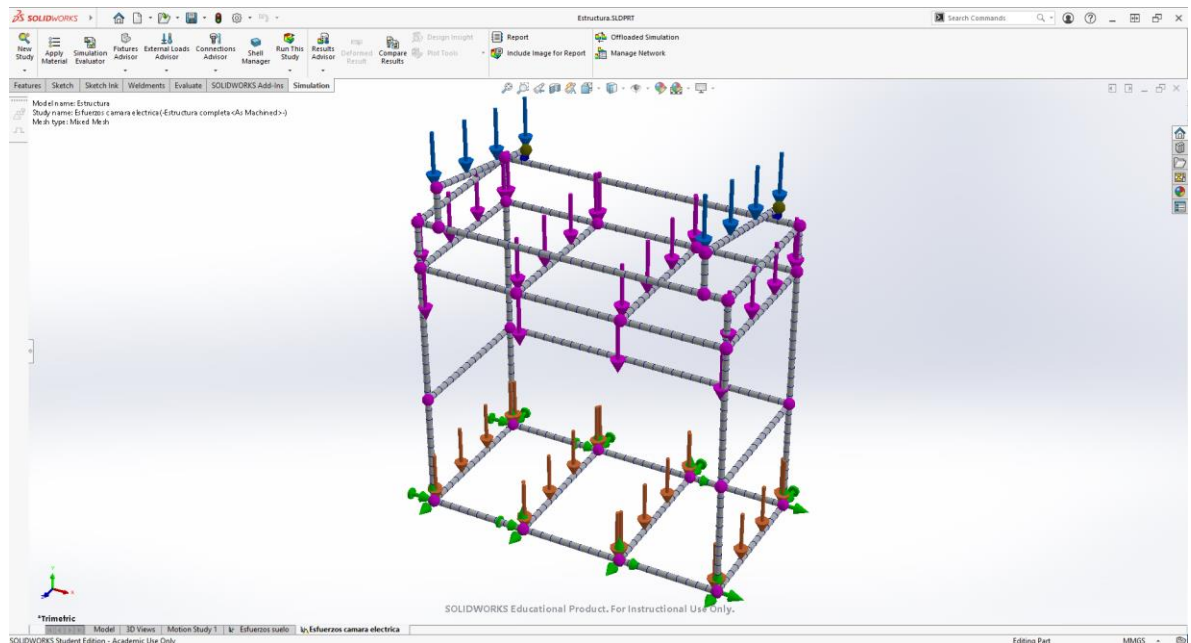 SOLIDWORKS
Estructura.SLDPRT
Search Commands
New Study
Apply Material
Simulation Evaluator
Fixtures Advisor
External Loads Advisor
Connections Advisor
Shell Manager
Run This Study
Results Advisor
Deformed Result
Compare Results
Design Insight
Plot Tools
Report
Include Image for Report
Offloaded Simulation
Manage Network
Features Sketch Sketch Ink Weldments Evaluate SOLIDWORKS Add-Ins Simulation
Model name: Estructura
Study name: Esfuerzos camara electrica(-Estructura completa<As Machined>-)
Mesh type: Mixed Mesh
SOLIDWORKS Educational Product. For Instructional Use Only.
*Trimetric
Model 3D Views Motion Study 1 Esfuerzos suelo Esfuerzos camara electrica
SOLIDWORKS Student Edition - Academic Use Only
Editing Part MMGS